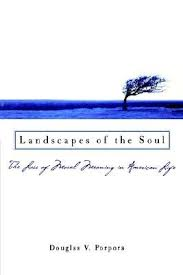 Landscapes of the Soul
The Loss of Moral Meaning in American Life
Douglas V. Porpora